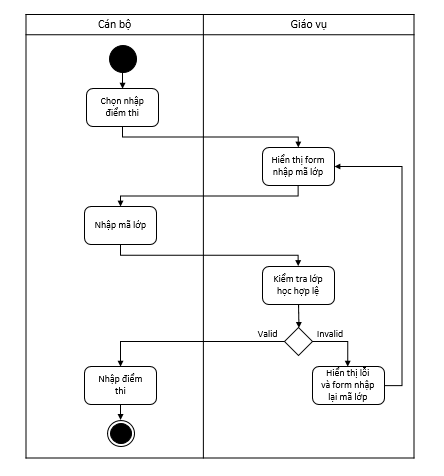 Cán bộ
Giáo vụ
Chọn nhập
điểm thi
Hiển thị form
nhập mã lớp
Nhập mã lớp
Kiểm tra lớp
học hợp lệ
Valid
Invalid
Nhập điểm
thi
Hiển thị lỗi
và form nhập
lại mã lớp